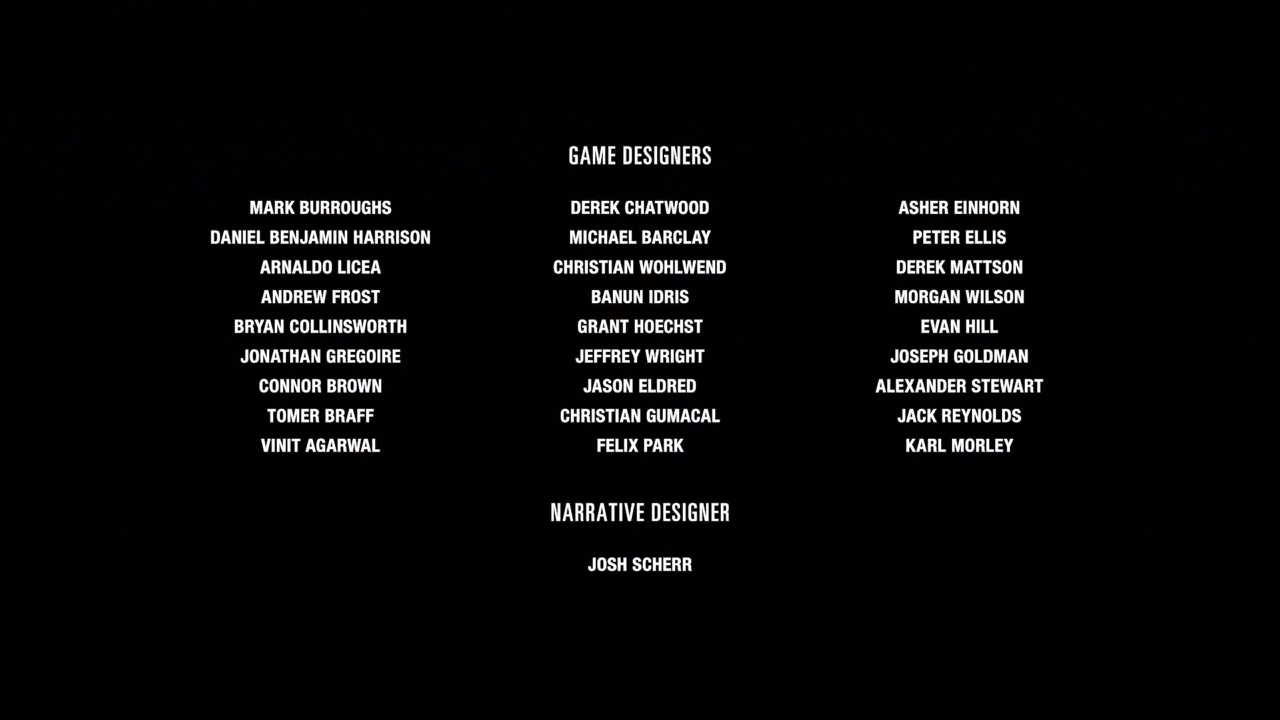 GAME DESIGNERS
MARK BURROUGHS DEREK CHATWOOD ASHER EINHORN
DANIEL BENJAMIN HARRISON MICHAEL BARCLAY PETER ELLIS
ARNALDO LICEA CHRISTIAN WOHLWEND DEREK MATTSON
ANDREW FROST BANUN IDRIS MORGAN WILSON
BRYAN COLLINSWORTH GRANT HOECHST EVAN HILL
JONATHAN GREGOIRE JEFFREY WRIGHT JOSEPH GOLDMAN
CONNOR BROWN JASON ELDRED ALEXANDER STEWART
TOMER BRAFF CHRISTIAN GUMACAL JACK REYNOLDS
VINIT AGARWAL FELIX PARK KARL MORLEY
NARRATIVE DESIGNER
JOSH SCHERR